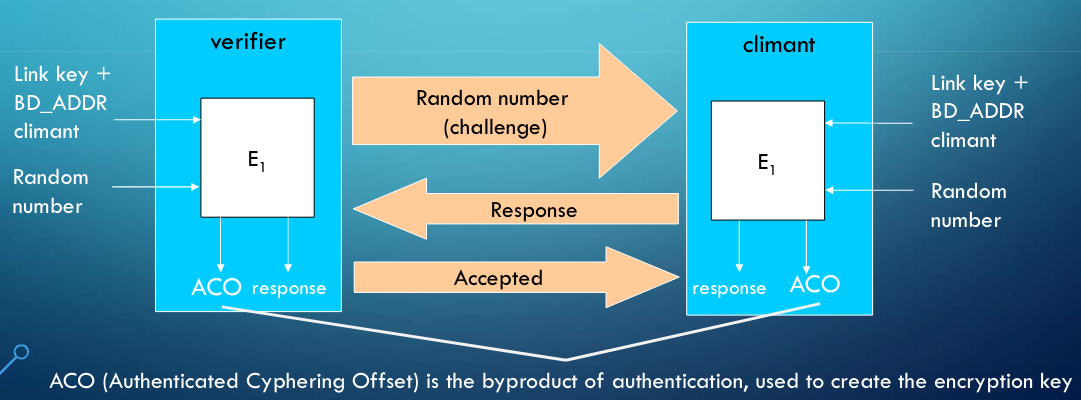 verifier
Link key +
BD_ADDR
climant
Random
number
E1
ACO response
Random number
(challenge)
Response
Accepted
climant
E1
response ACO
Link key +
BD_ADDR
climant
Random
number
ACO (Authenticated Cyphering Offset) is the byproduct of authentication, used to create the encryption key